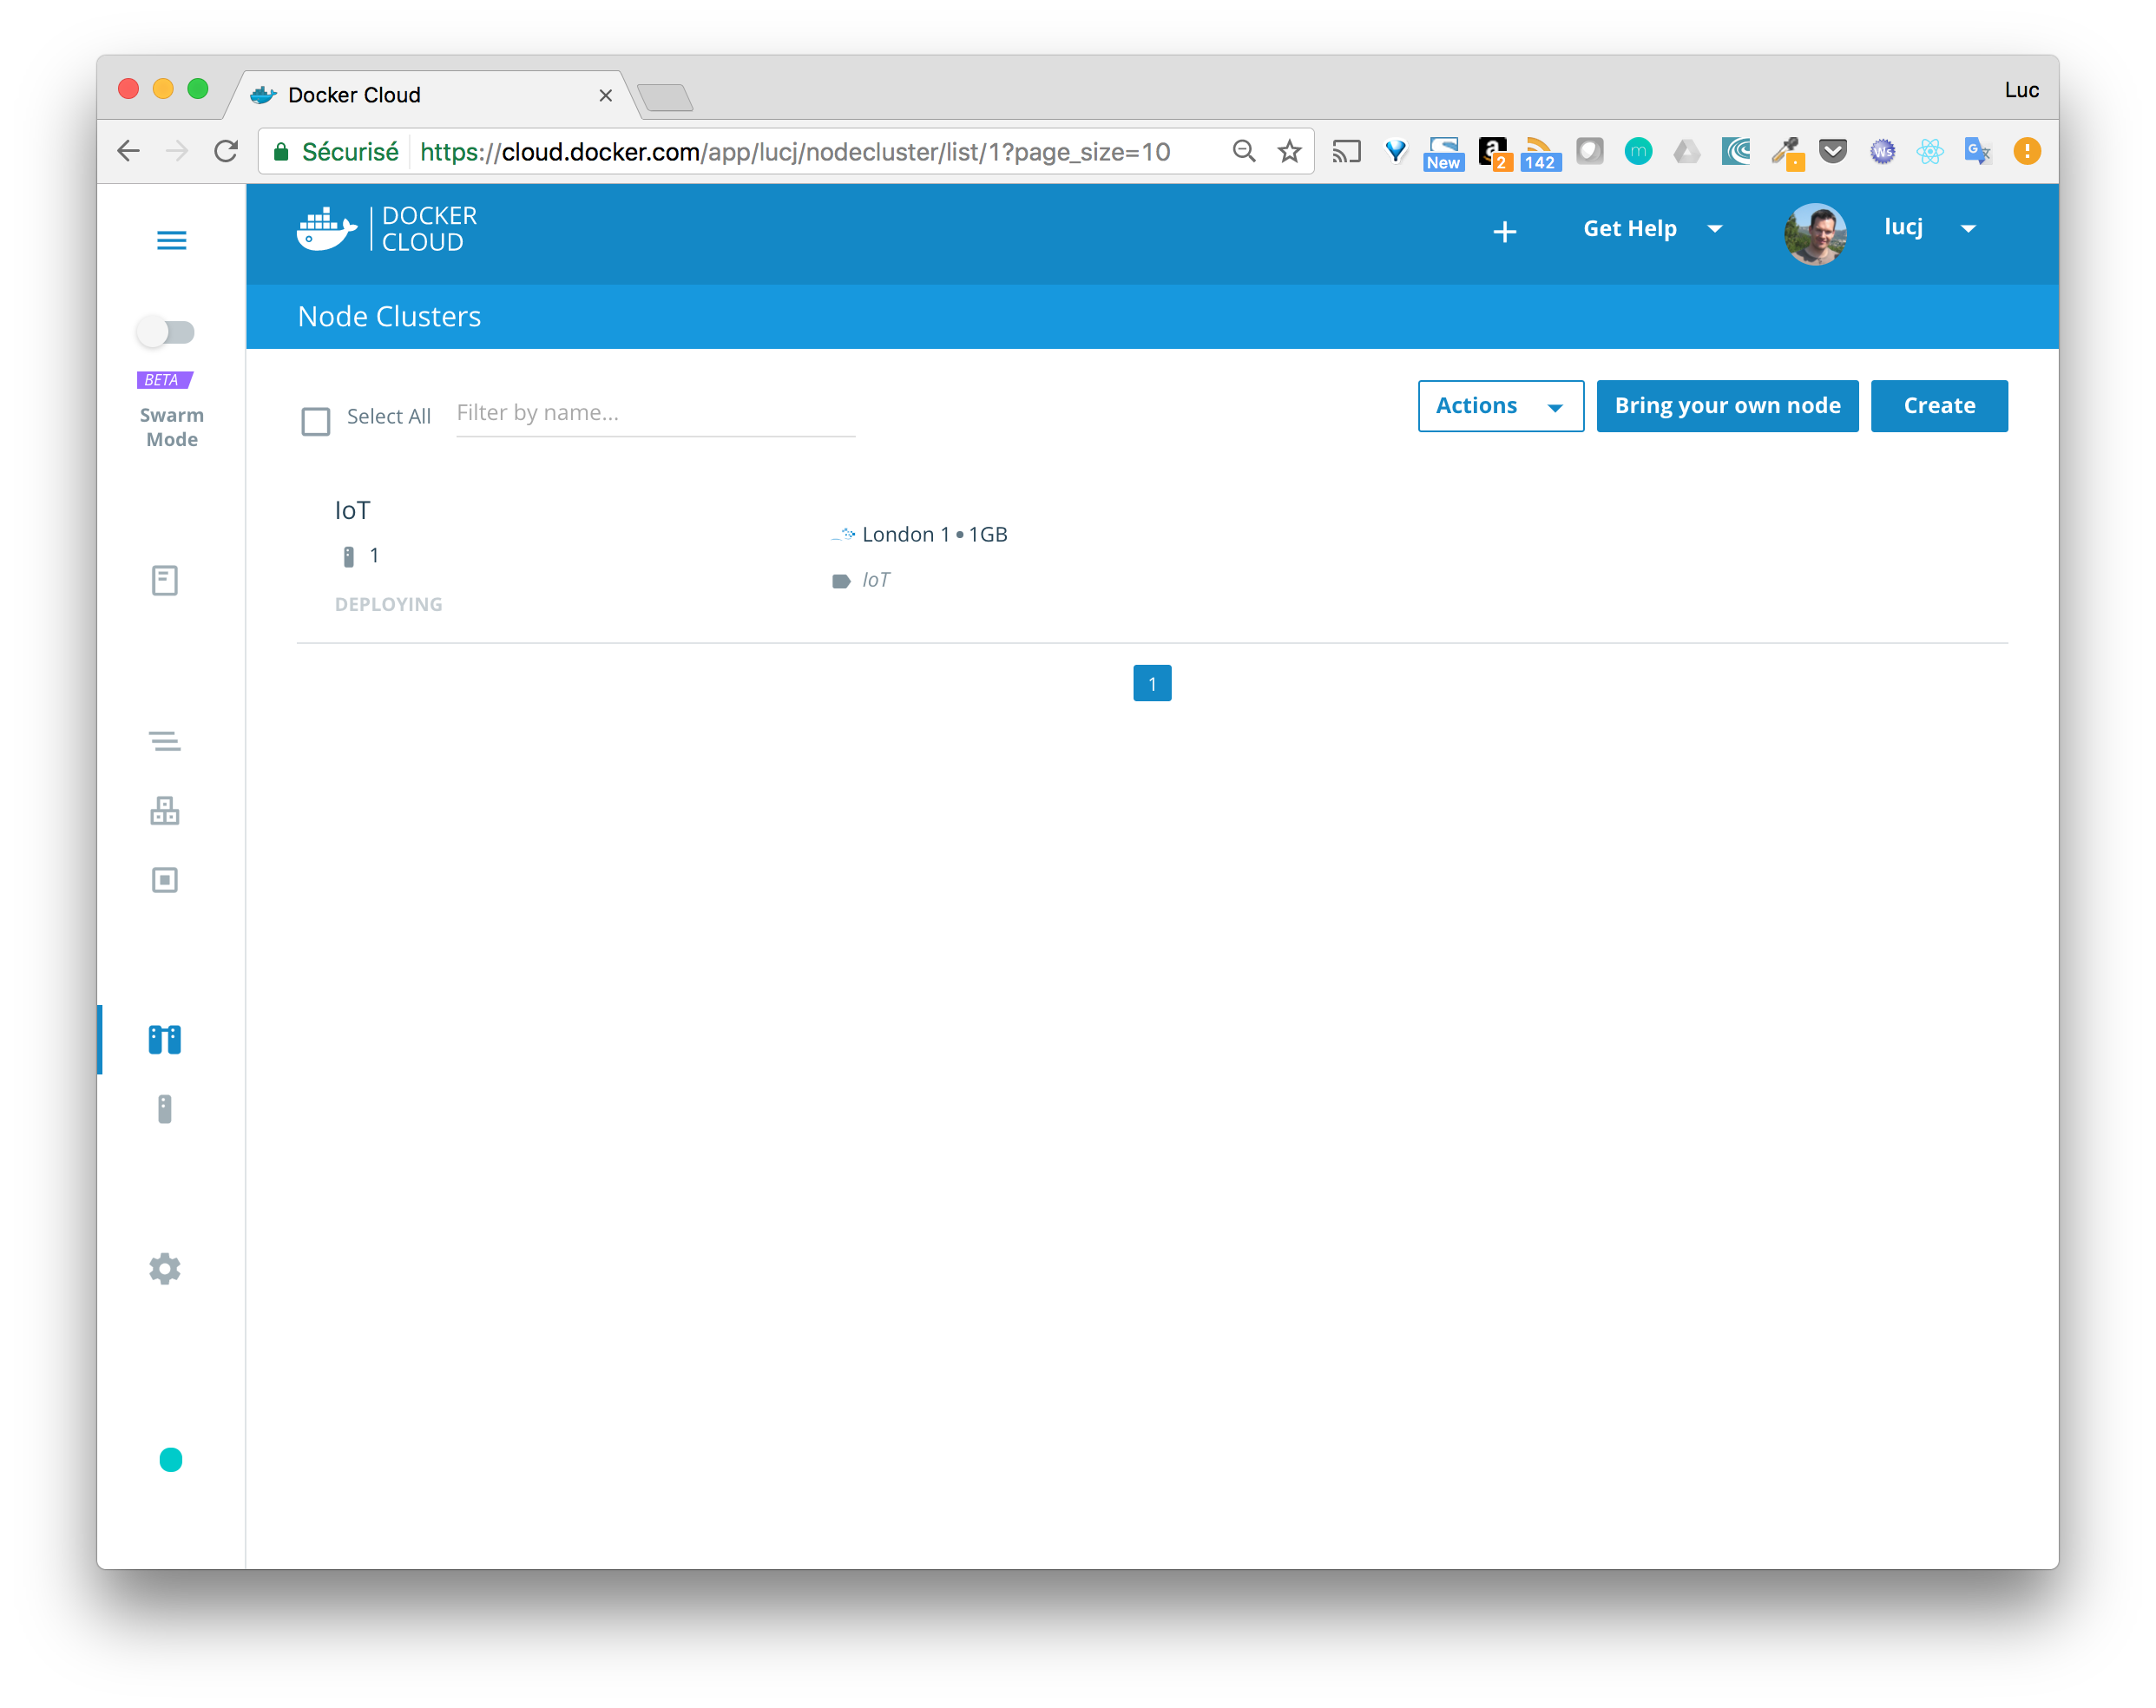 Docker Cloud
Luc
Sécurisé https://cloud.docker.com/app/lucj/nodecluster/list/1?page_size=10
New a 2 142 m Ws G
DOCKER
CLOUD
Get Help
lucj
Node Clusters
BETA
Swarm
Mode
Select All
Filter by name...
Actions
Bring your own node
Create
IoT
1
DEPLOYING
London 1 • 1GB
IoT
1